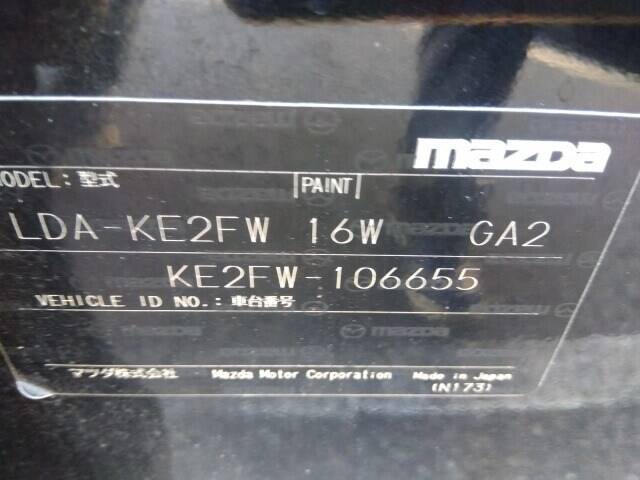 mazda
MODEL: 型式 PAINT
LDA-KE2FW 16W GA2
KE2FW-106655
VEHICLE ID NO.: 車台番号
マツダ株式会社 Mazda Motor Corporation Made in Japan
(N173)